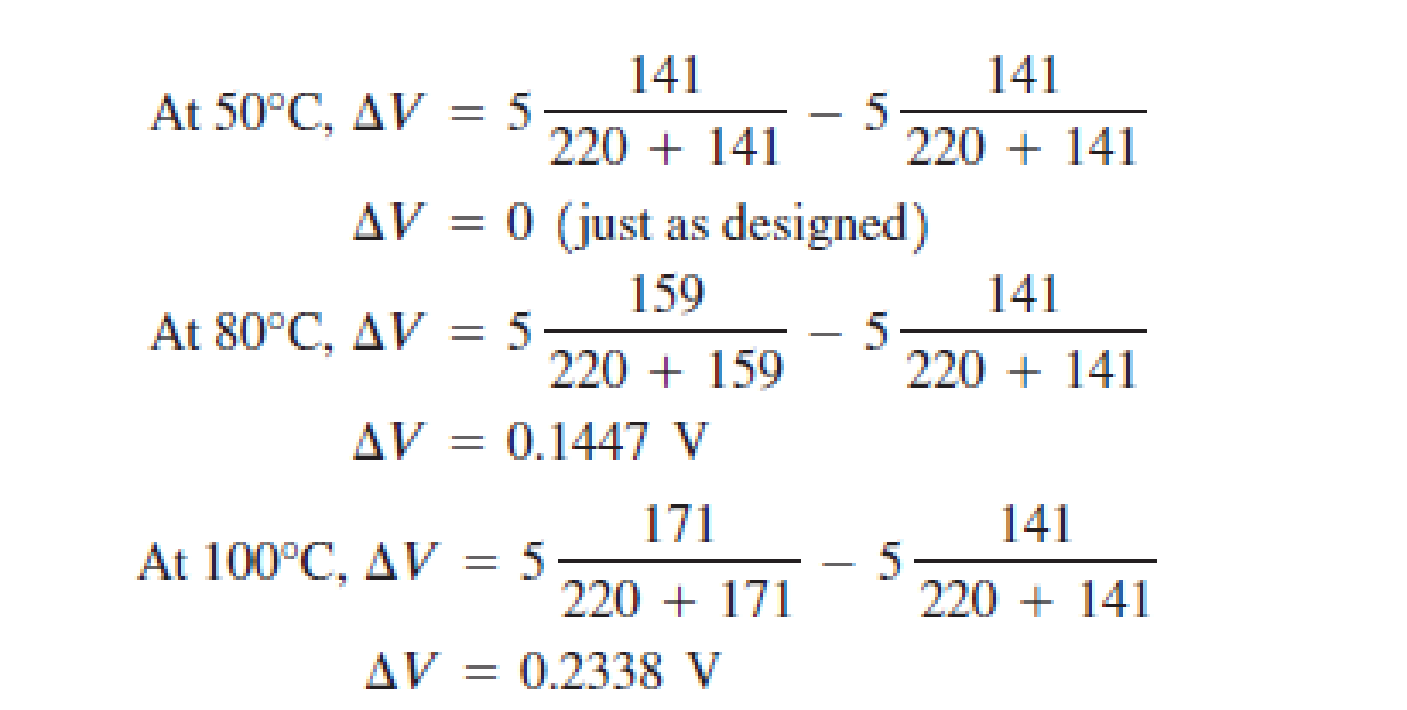 At 50°C, ΔV = 5 141/(220 + 141) − 5 141/(220 + 141)
ΔV = 0 (just as designed)
At 80°C, ΔV = 5 159/(220 + 159) − 5 141/(220 + 141)
ΔV = 0.1447 V
At 100°C, ΔV = 5 171/(220 + 171) − 5 141/(220 + 141)
ΔV = 0.2338 V